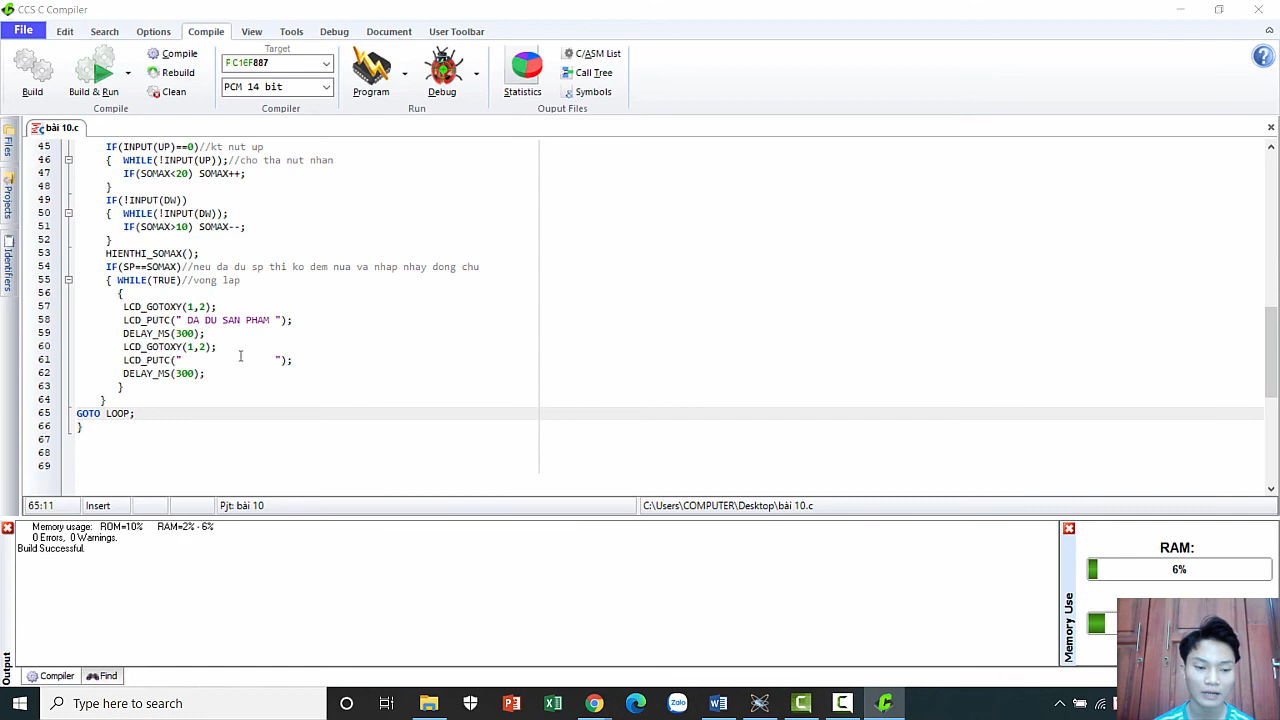 CCS C Compiler
File Edit Search Options Compile View Tools Debug Document User Toolbar
Build
Build & Run
Compile
Rebuild
Clean
Compile
Target
PIC16F887
PCM 14 bit
Compiler
Program
Debug
Run
Statistics
C/ASM List
Call Tree
Symbols
Ouput Files
Files
Projects
Identifiers
bài 10.c
45 IF(INPUT(UP)==0)//kt nut up
46 { WHILE(!INPUT(UP));//cho tha nut nhan
47 IF(SOMAX<20) SOMAX++;
48 }
49 IF(!INPUT(DW))
50 { WHILE(!INPUT(DW));
51 IF(SOMAX>10) SOMAX--;
52 }
53 HIENTHI_SOMAX();
54 IF(SP==SOMAX)//neu da du sp thi ko dem nua va nhap nhay dong chu
55 { WHILE(TRUE)//vong lap
56 {
57 LCD_GOTOXY(1,2);
58 LCD_PUTC(" DA DU SAN PHAM ");
59 DELAY_MS(300);
60 LCD_GOTOXY(1,2);
61 LCD_PUTC("                ");
62 DELAY_MS(300);
63 }
64 }
65 GOTO LOOP;
66 }
67
68
69
65:11 Insert Pjt: bài 10 C:\Users\COMPUTER\Desktop\bài 10.c
Memory usage: ROM=10% RAM=2% - 6%
0 Errors, 0 Warnings.
Build Successful.
Output
Compiler Find
Memory Use
RAM:
6%
Type here to search
Zalo